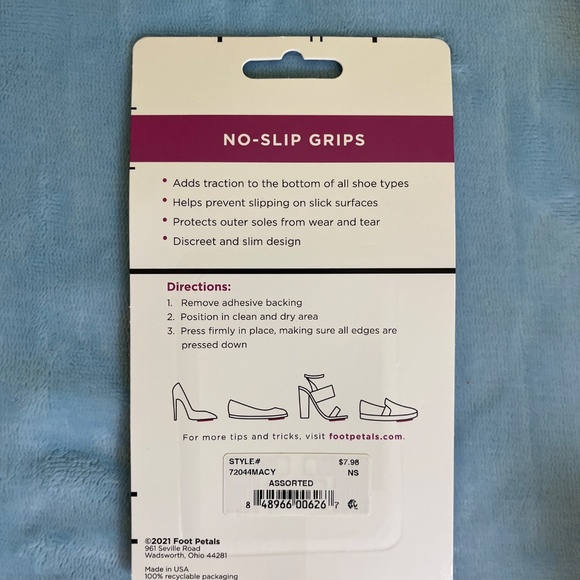 NO-SLIP GRIPS
• Adds traction to the bottom of all shoe types
• Helps prevent slipping on slick surfaces
• Protects outer soles from wear and tear
• Discreet and slim design
Directions:
1. Remove adhesive backing
2. Position in clean and dry area
3. Press firmly in place, making sure all edges are
pressed down
For more tips and tricks, visit footpetals.com.
STYLE# $7.98
72044MACY NS
ASSORTED
8 48966 00626 7
©2021 Foot Petals
961 Seville Road
Wadsworth, Ohio 44281
Made in USA
100% recyclable packaging